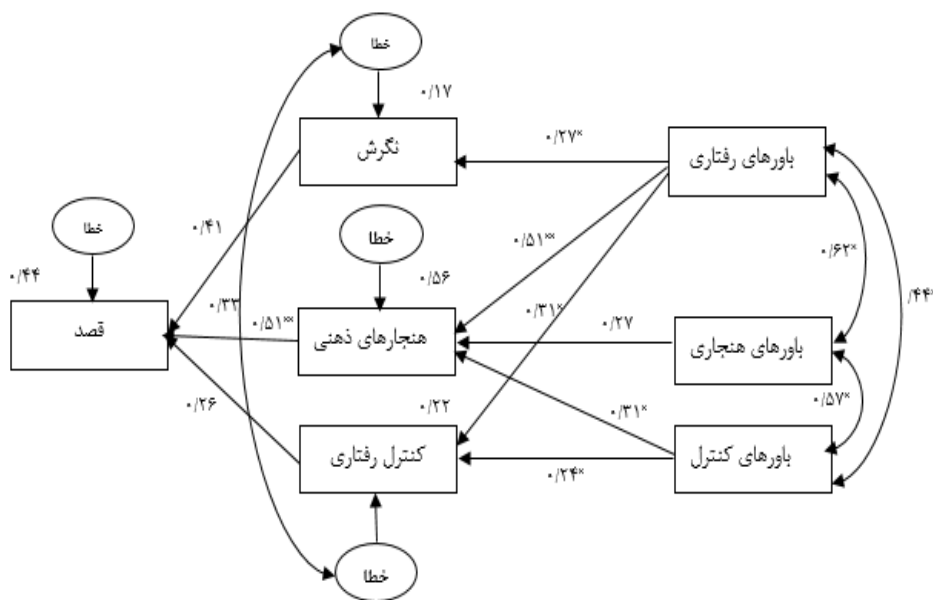 خطا
۰/۱۷
نگرش
۰/۲۷*
باورهای رفتاری
۰/۴۱
خطا
خطا
۰/۵۱**
۰/۶۲*
۰/۴۴
۰/۵۶
۰/۳۳
۰/۳۱*
/۴۴*
قصد
۰/۵۱**
هنجارهای ذهنی
۰/۲۷
باورهای هنجاری
۰/۲۶
۰/۲۲
۰/۳۱*
۰/۵۷*
کنترل رفتاری
۰/۲۴*
باورهای کنترل
خطا